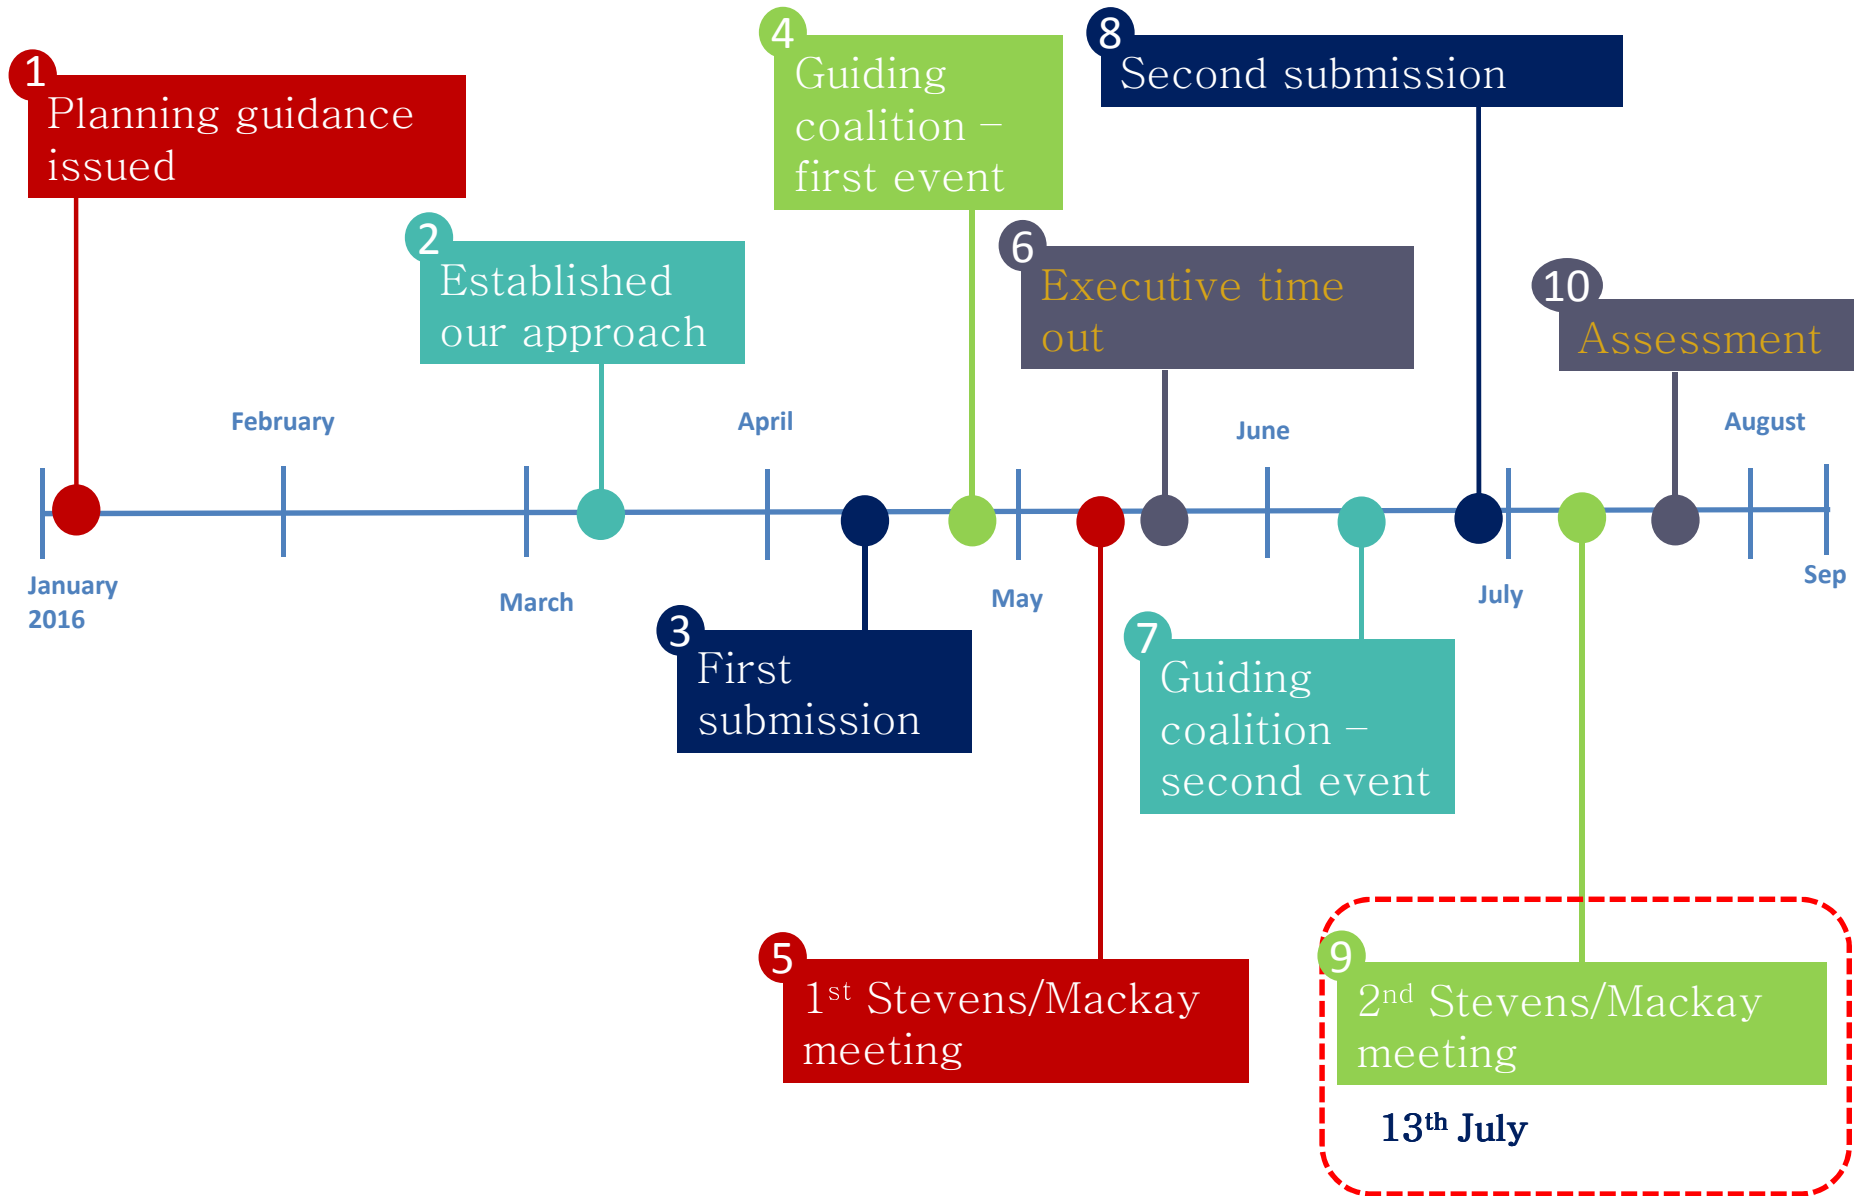 1
Planning guidance
issued
2
Established
our approach
4
Guiding
coalition –
first event
6
Executive time
out
8
Second submission
10
Assessment
February
April
June
August
January
2016
March
May
July
Sep
3
First
submission
7
Guiding
coalition –
second event
5
1st Stevens/Mackay
meeting
9
2nd Stevens/Mackay
meeting
13th July